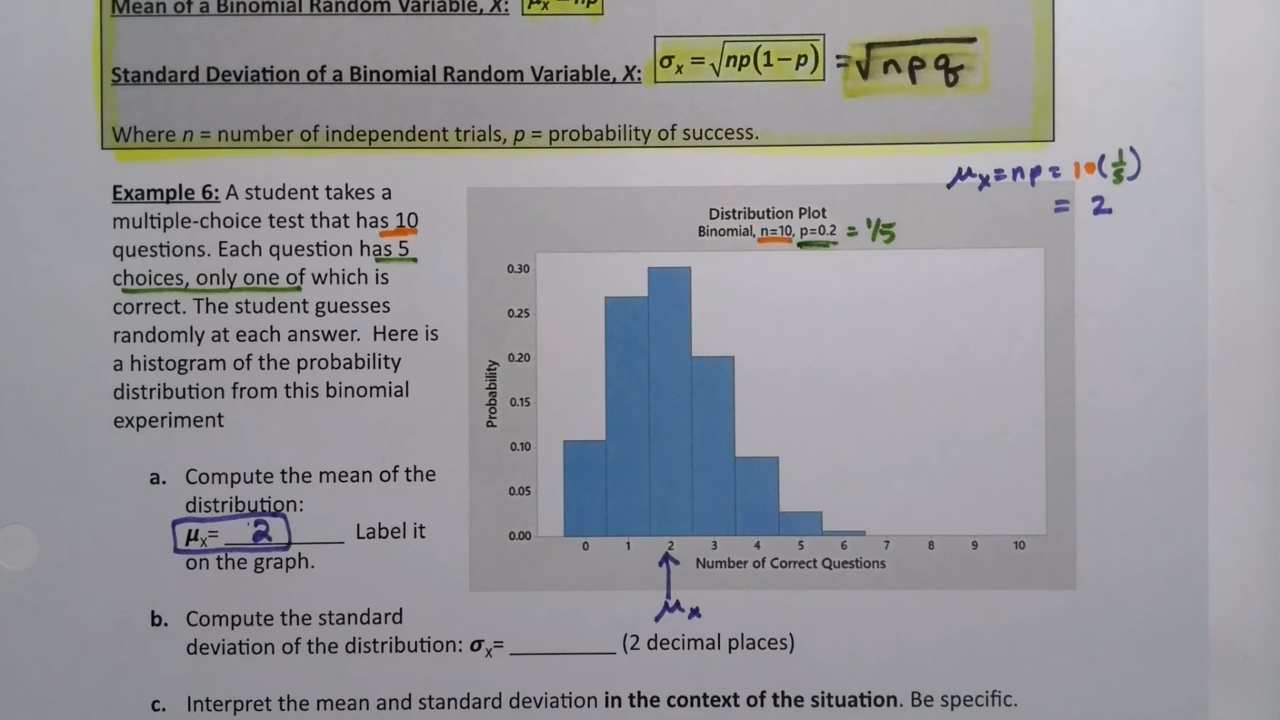 Mean of a Binomial Random Variable, X: μx = np
Standard Deviation of a Binomial Random Variable, X: σx = √np(1−p) = √npq
Where n = number of independent trials, p = probability of success.
μx = np = 10(1/5)
= 2
Example 6: A student takes a
multiple-choice test that has 10
questions. Each question has 5
choices, only one of which is
correct. The student guesses
randomly at each answer. Here is
a histogram of the probability
distribution from this binomial
experiment
Distribution Plot
Binomial, n=10, p=0.2 = 1/5
Probability
0.30
0.25
0.20
0.15
0.10
0.05
0.00
0 1 2 3 4 5 6 7 8 9 10
Number of Correct Questions
μx
a. Compute the mean of the
distribution:
μx= __2______ Label it
on the graph.
b. Compute the standard
deviation of the distribution: σx= _________ (2 decimal places)
c. Interpret the mean and standard deviation in the context of the situation. Be specific.